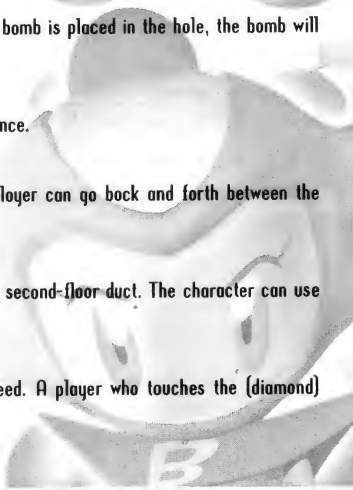 bomb is placed in the hole, the bomb will
nce.
layer can go back and forth between the
second-floor duct. The character can use
eed. A player who touches the (diamond)
B